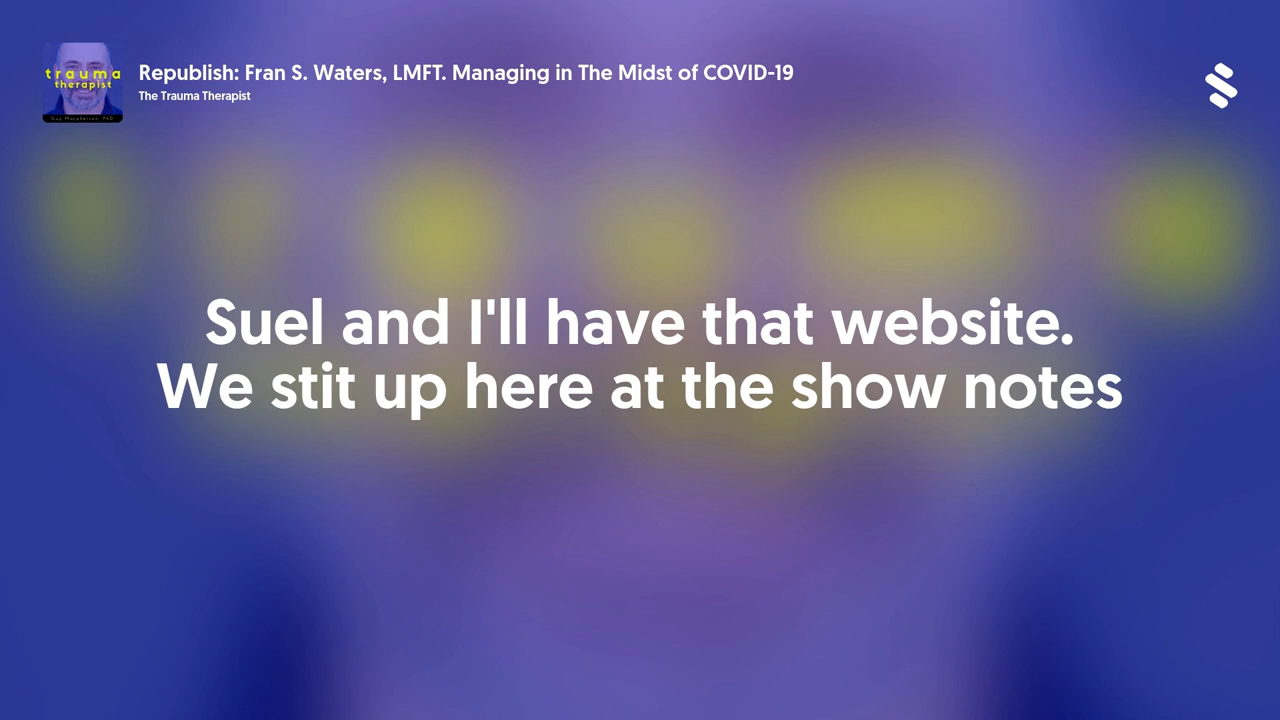 trauma
therapist
Guy Macpherson, PhD
Republish: Fran S. Waters, LMFT. Managing in The Midst of COVID-19
The Trauma Therapist
Suel and I'll have that website.
We stit up here at the show notes